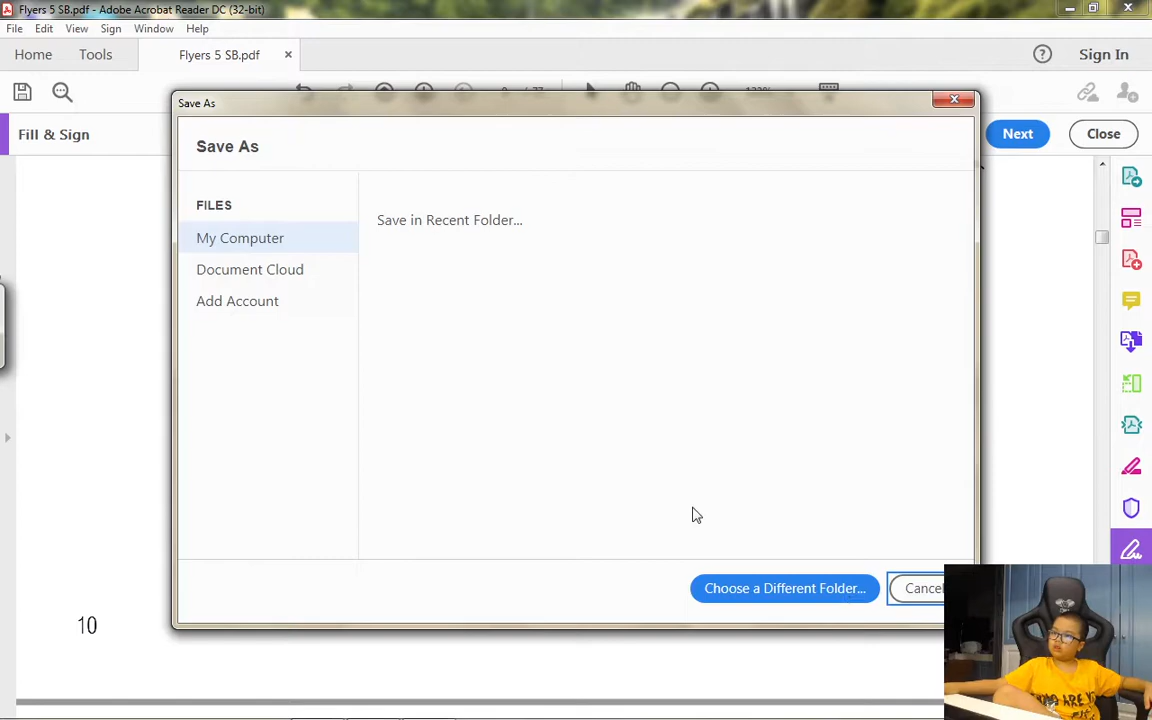 Flyers 5 SB.pdf - Adobe Acrobat Reader DC (32-bit)
File Edit View Sign Window Help
Home Tools Flyers 5 SB.pdf × Sign In
Save As
Fill & Sign Next Close
Save As
FILES
Save in Recent Folder...
My Computer
Document Cloud
Add Account
Choose a Different Folder... Cancel
10